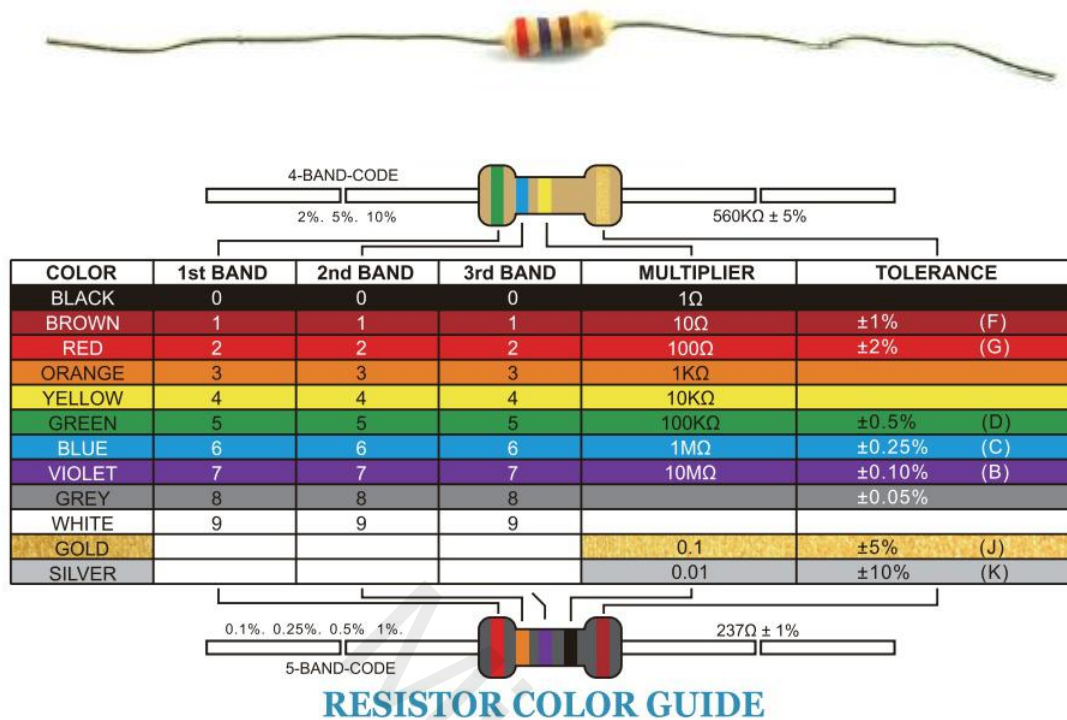 4-BAND-CODE
2%. 5%. 10%
560KΩ ± 5%
COLOR 1st BAND 2nd BAND 3rd BAND MULTIPLIER TOLERANCE
BLACK 0 0 0 1Ω
BROWN 1 1 1 10Ω ±1% (F)
RED 2 2 2 100Ω ±2% (G)
ORANGE 3 3 3 1KΩ
YELLOW 4 4 4 10KΩ
GREEN 5 5 5 100KΩ ±0.5% (D)
BLUE 6 6 6 1MΩ ±0.25% (C)
VIOLET 7 7 7 10MΩ ±0.10% (B)
GREY 8 8 8 ±0.05%
WHITE 9 9 9
GOLD 0.1 ±5% (J)
SILVER 0.01 ±10% (K)
0.1%. 0.25%. 0.5% 1%.
237Ω ± 1%
5-BAND-CODE
RESISTOR COLOR GUIDE